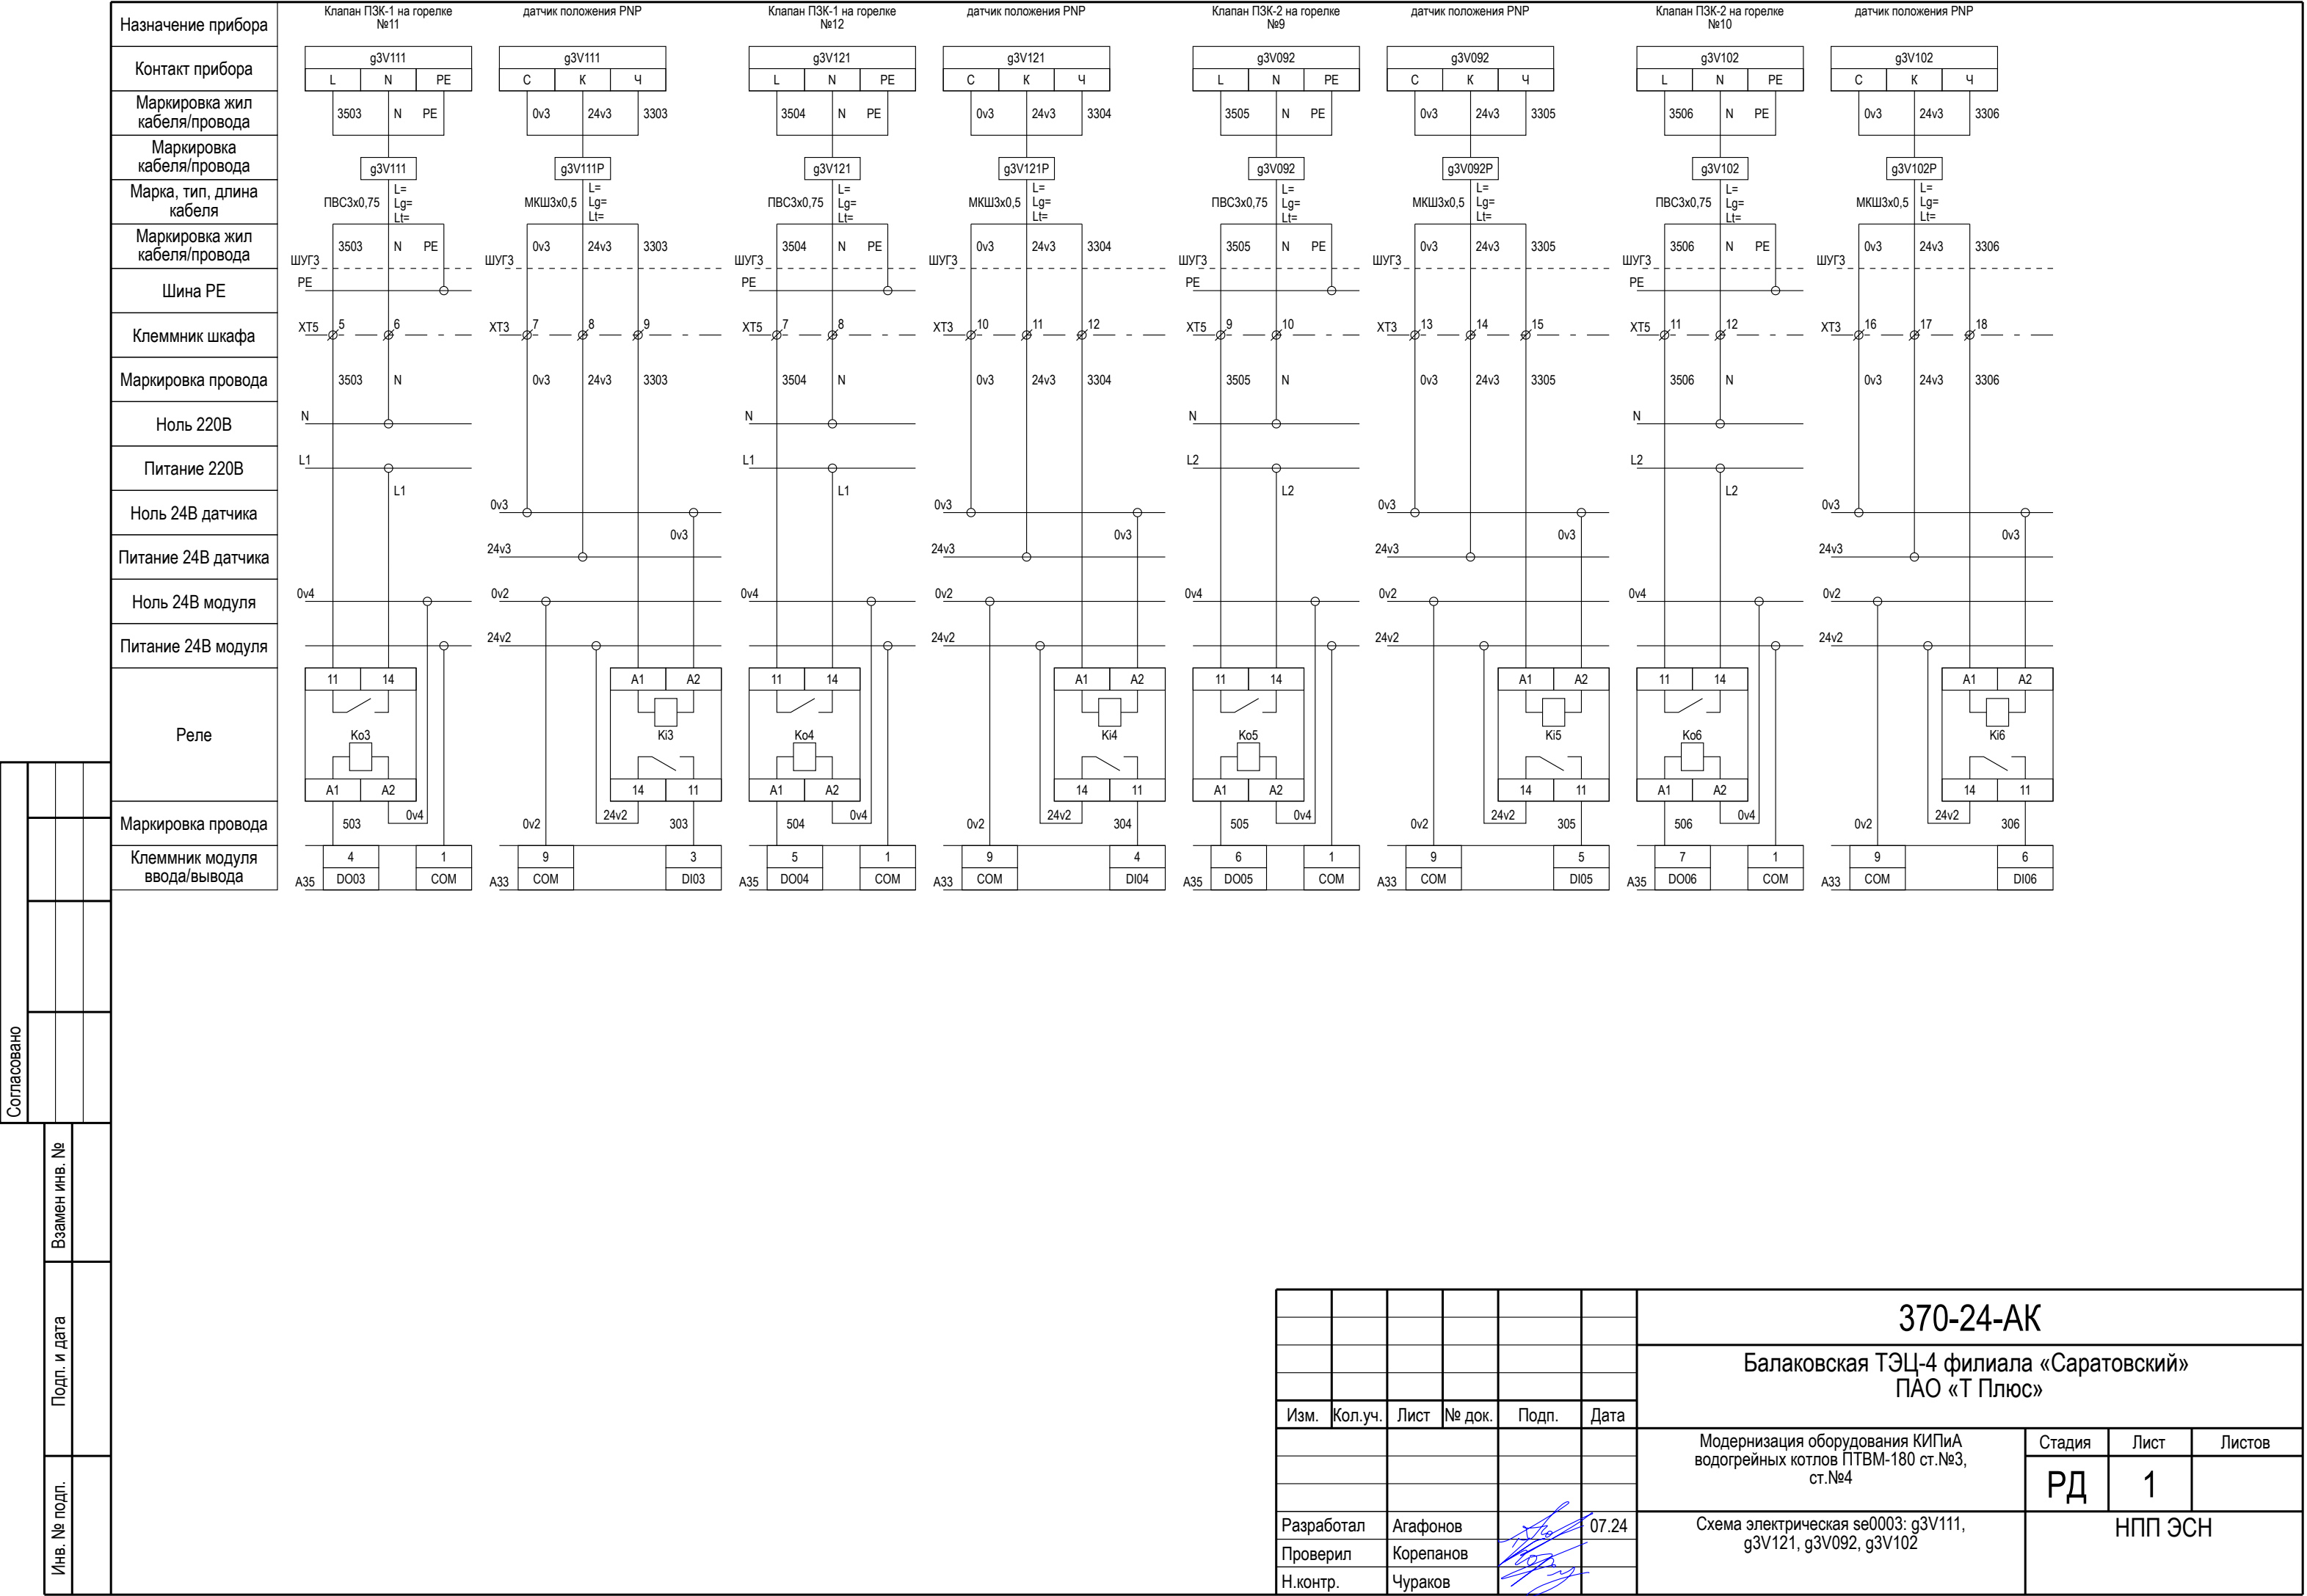 Назначение прибора
Клапан ПЗК-1 на горелке
№11
датчик положения PNP
Клапан ПЗК-1 на горелке
№12
датчик положения PNP
Клапан ПЗК-2 на горелке
№9
датчик положения PNP
Клапан ПЗК-2 на горелке
№10
датчик положения PNP
Контакт прибора
g3V111 g3V111 g3V121 g3V121 g3V092 g3V092 g3V102 g3V102
L N PE С К Ч L N PE С К Ч L N PE С К Ч L N PE С К Ч
Маркировка жил
кабеля/провода
3503 N PE 0v3 24v3 3303 3504 N PE 0v3 24v3 3304 3505 N PE 0v3 24v3 3305 3506 N PE 0v3 24v3 3306
Маркировка
кабеля/провода
g3V111 g3V111P g3V121 g3V121P g3V092 g3V092P g3V102 g3V102P
Марка, тип, длина
кабеля
ПВС3х0,75 L= Lg= Lt=
МКШ3х0,5 L= Lg= Lt=
ПВС3х0,75 L= Lg= Lt=
МКШ3х0,5 L= Lg= Lt=
ПВС3х0,75 L= Lg= Lt=
МКШ3х0,5 L= Lg= Lt=
ПВС3х0,75 L= Lg= Lt=
МКШ3х0,5 L= Lg= Lt=
Маркировка жил
кабеля/провода
3503 N PE 0v3 24v3 3303 3504 N PE 0v3 24v3 3304 3505 N PE 0v3 24v3 3305 3506 N PE 0v3 24v3 3306
ШУГ3 ШУГ3 ШУГ3 ШУГ3 ШУГ3 ШУГ3 ШУГ3 ШУГ3
Шина РЕ
PE PE PE PE
Клеммник шкафа
XT5 5 6 XT3 7 8 9 XT5 7 8 XT3 10 11 12 XT5 9 10 XT3 13 14 15 XT5 11 12 XT3 16 17 18
Маркировка провода
3503 N 0v3 24v3 3303 3504 N 0v3 24v3 3304 3505 N 0v3 24v3 3305 3506 N 0v3 24v3 3306
Ноль 220В
N N N N
Питание 220В
L1 L1 L2 L2
L1 L1 L2 L2
Ноль 24В датчика
0v3 0v3 0v3 0v3
0v3 0v3 0v3 0v3
Питание 24В датчика
24v3 24v3 24v3 24v3
Ноль 24В модуля
0v4 0v2 0v4 0v2 0v4 0v2 0v4 0v2
Питание 24В модуля
24v2 24v2 24v2 24v2
Реле
11 14 A1 A2 11 14 A1 A2 11 14 A1 A2 11 14 A1 A2
Ko3 Ki3 Ko4 Ki4 Ko5 Ki5 Ko6 Ki6
A1 A2 14 11 A1 A2 14 11 A1 A2 14 11 A1 A2 14 11
Маркировка провода
503 0v4 0v2 24v2 303 504 0v4 0v2 24v2 304 505 0v4 0v2 24v2 305 506 0v4 0v2 24v2 306
Клеммник модуля
ввода/вывода
4 1 9 3 5 1 9 4 6 1 9 5 7 1 9 6
A35 DO03 COM A33 COM DI03 A35 DO04 COM A33 COM DI04 A35 DO05 COM A33 COM DI05 A35 DO06 COM A33 COM DI06
Согласовано
Взамен инв. №
Подп. и дата
Инв. № подп.
370-24-АК
Балаковская ТЭЦ-4 филиала «Саратовский»
ПАО «Т Плюс»
Изм. Кол.уч. Лист № док. Подп. Дата
Модернизация оборудования КИПиА
водогрейных котлов ПТВМ-180 ст.№3,
ст.№4
Стадия Лист Листов
РД 1
Разработал Агафонов 07.24
Проверил Корепанов
Н.контр. Чураков
Схема электрическая se0003: g3V111,
g3V121, g3V092, g3V102
НПП ЭСН